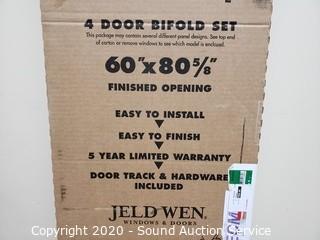 4 DOOR BIFOLD SET
This package may contain several different panel designs. See top end
of carton or remove windows to see which model is enclosed.
60"x80⅝"
FINISHED OPENING
EASY TO INSTALL
EASY TO FINISH
5 YEAR LIMITED WARRANTY
DOOR TRACK & HARDWARE
INCLUDED
JELD WEN®
WINDOWS & DOORS
Copyright 2020 - Sound Auction Service